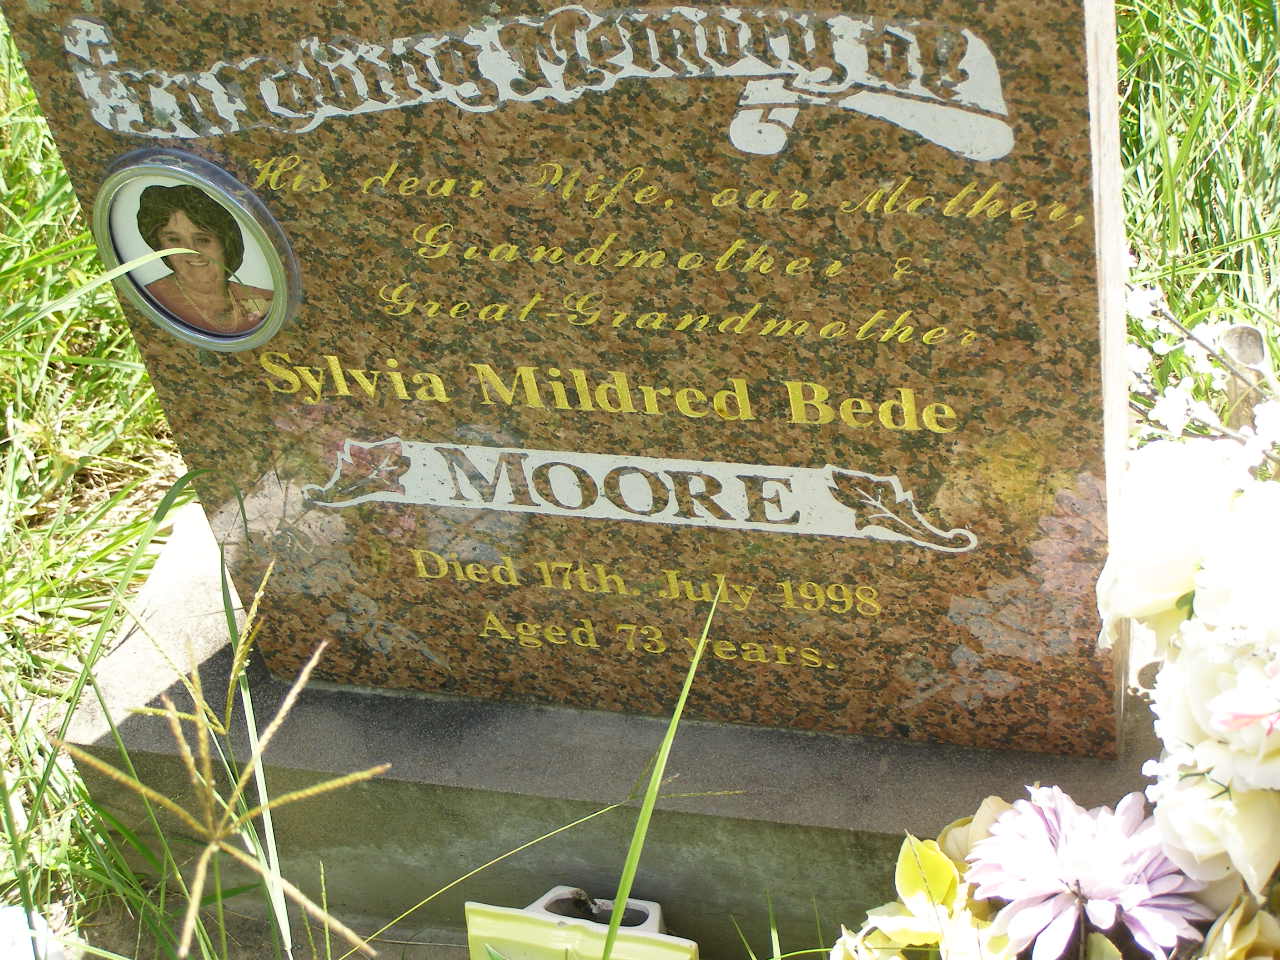 In Loving Memory of
His dear Wife, our Mother,
Grandmother &
Great-Grandmother
Sylvia Mildred Bede
MOORE
Died 17th. July 1998
Aged 73 years.